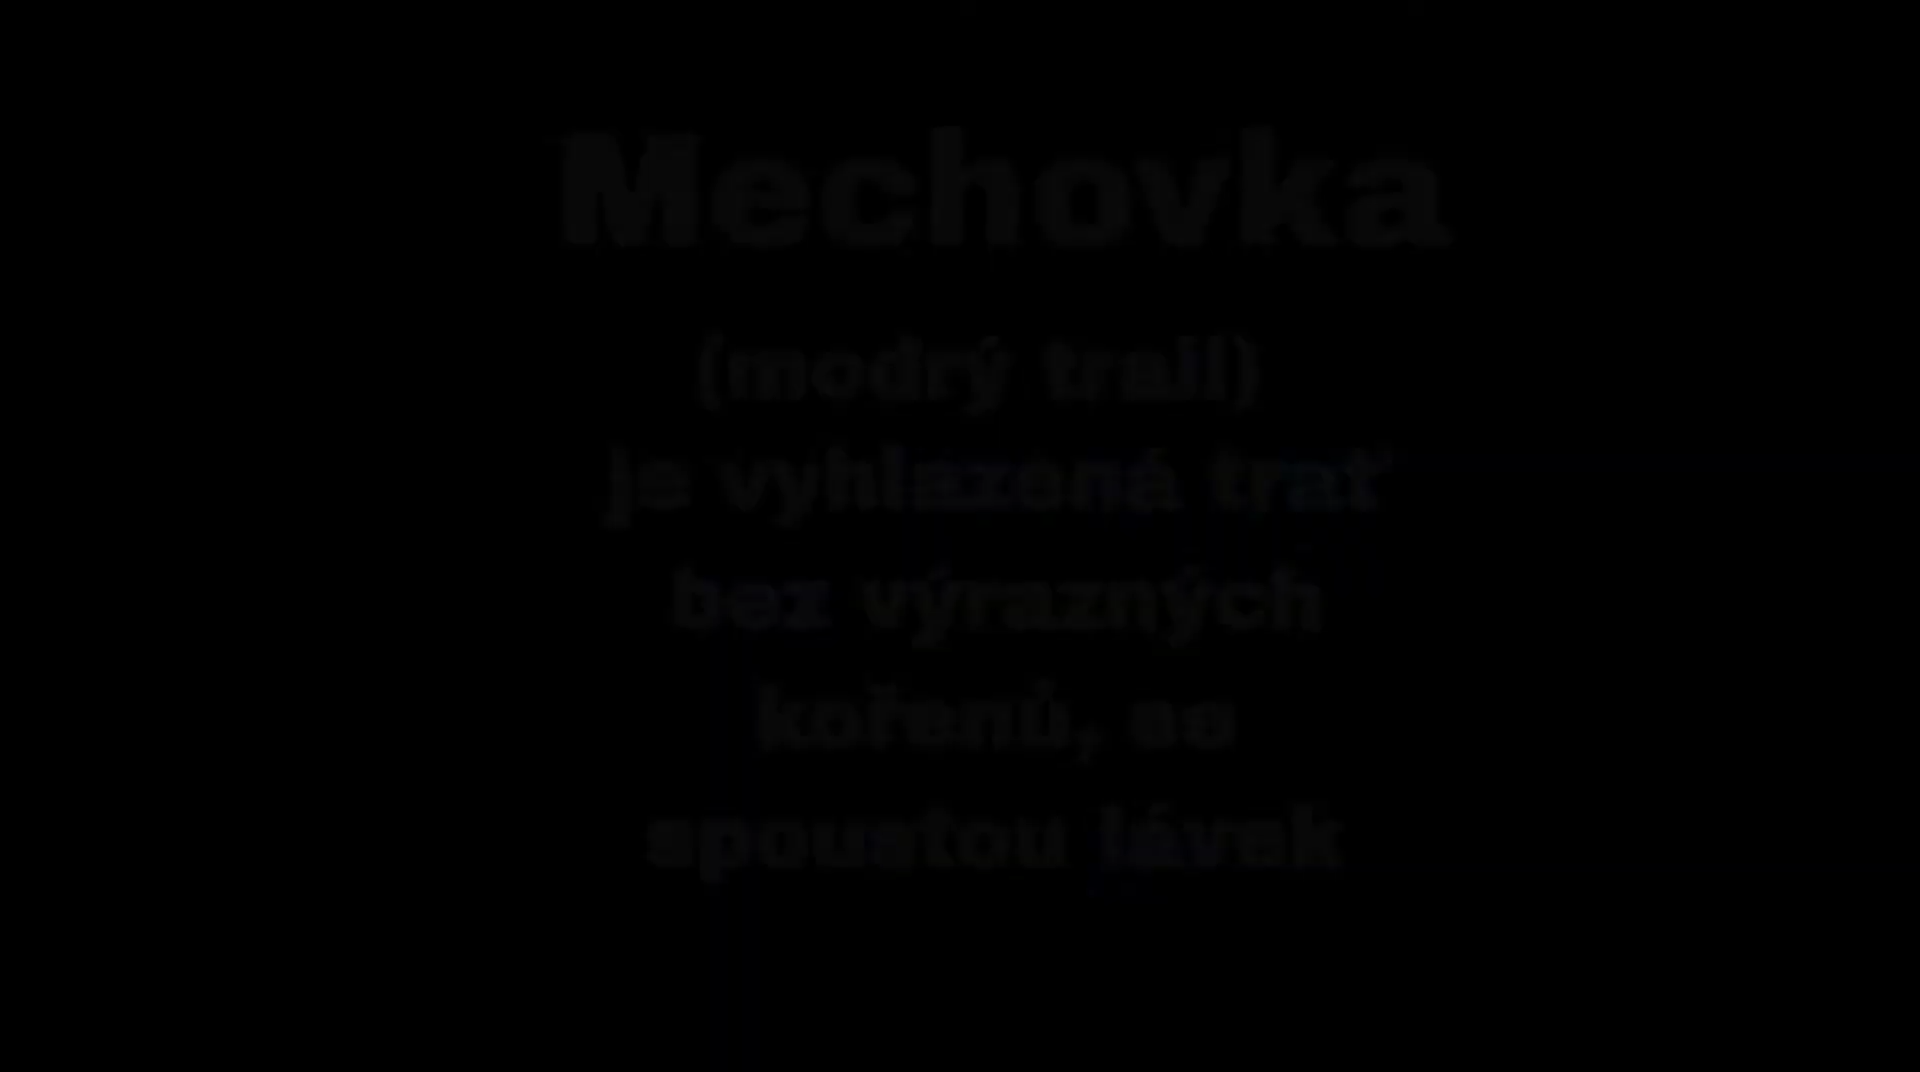 Mechovka
(modrý trail)
je vyhlazená trať
bez výrazných
kořenů, se
spoustou lávek